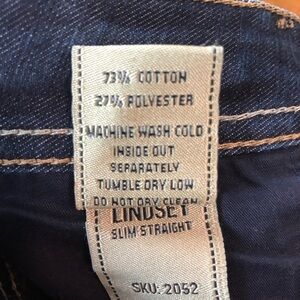 73% COTTON
27% POLYESTER
MACHINE WASH COLD
INSIDE OUT
SEPARATELY
TUMBLE DRY LOW
DO NOT DRY CLEAN
LINDSEY
SLIM STRAIGHT
SKU: 2052